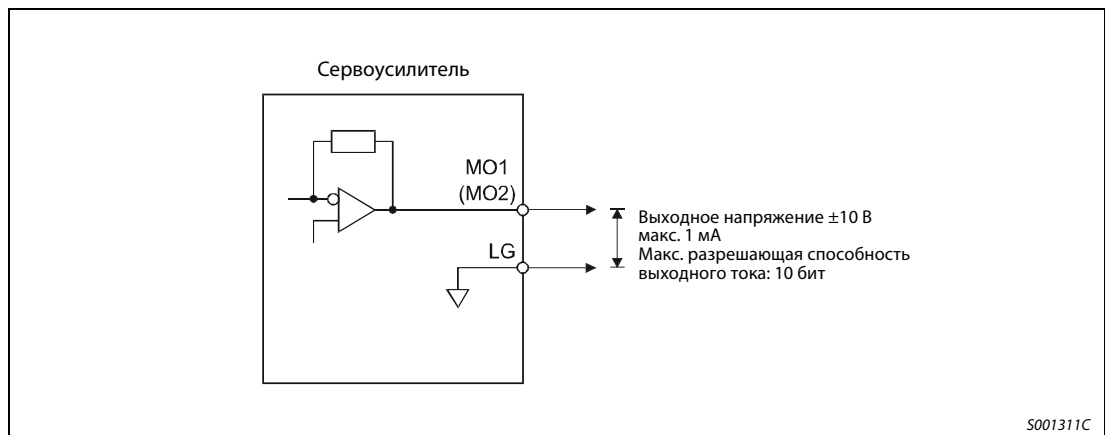 Сервоусилитель
MO1
(MO2)
LG
Выходное напряжение ±10 В
макс. 1 мА
Макс. разрешающая способность
выходного тока: 10 бит
S001311C